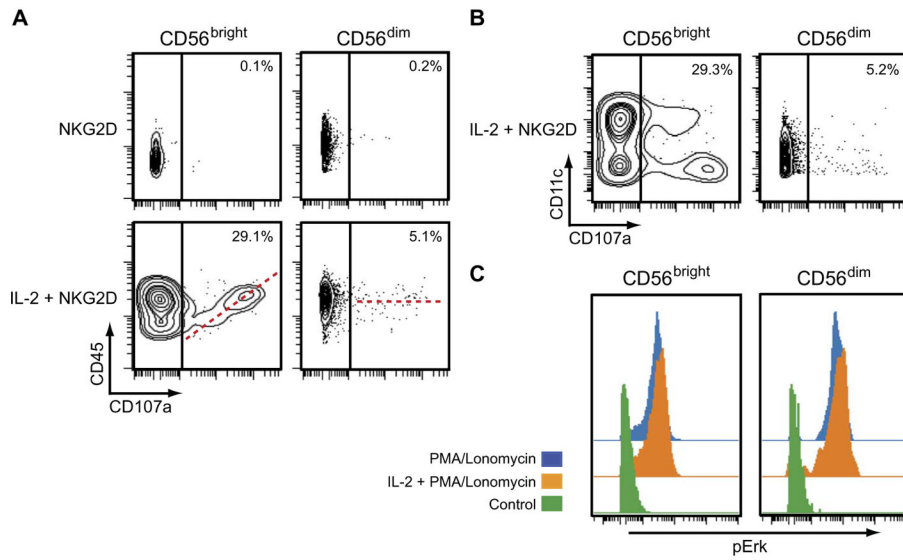 A
CD56bright
CD56dim
NKG2D
0.1%
0.2%
IL-2 + NKG2D
29.1%
5.1%
CD45
CD107a
B
CD56bright
CD56dim
IL-2 + NKG2D
29.3%
5.2%
CD11c
CD107a
C
CD56bright
CD56dim
PMA/Lonomycin
IL-2 + PMA/Lonomycin
Control
pErk